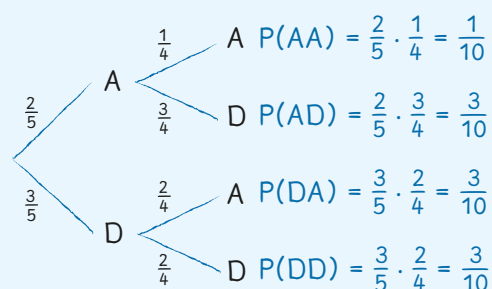 1/4 A P(AA) = 2/5 · 1/4 = 1/10
A
2/5 3/4 D P(AD) = 2/5 · 3/4 = 3/10
3/5 2/4 A P(DA) = 3/5 · 2/4 = 3/10
D
2/4 D P(DD) = 3/5 · 2/4 = 3/10